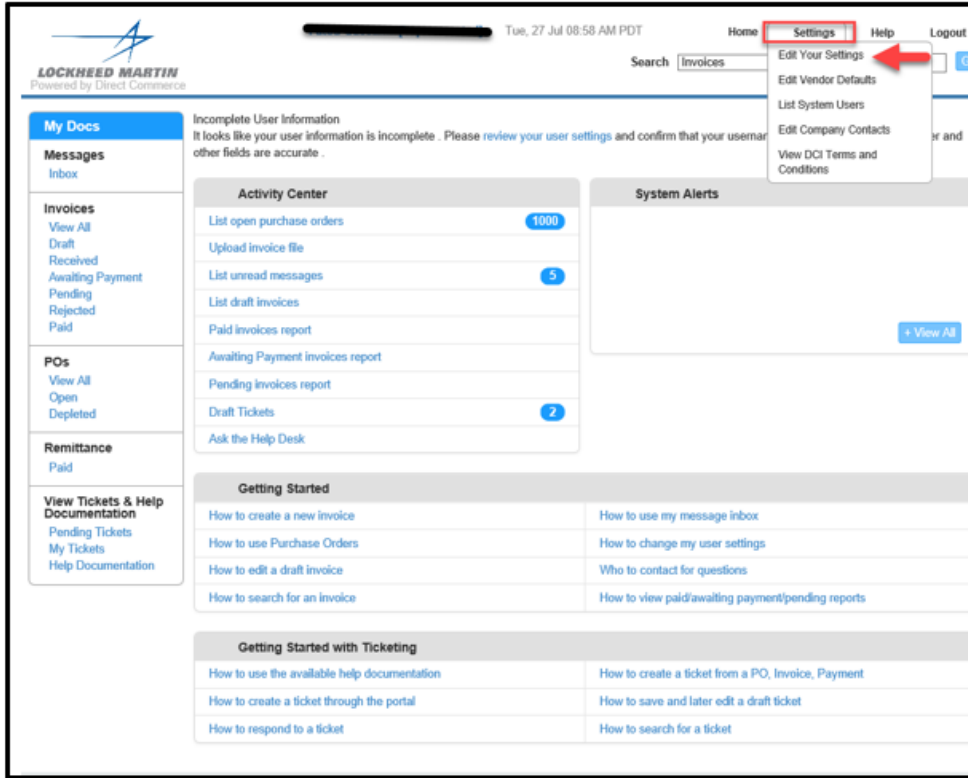 Tue, 27 Jul 08:58 AM PDT
Home Settings Help Logout
LOCKHEED MARTIN
Powered by Direct Commerce
Search Invoices
Edit Your Settings
Edit Vendor Defaults
List System Users
Edit Company Contacts
View DCI Terms and
Conditions
My Docs
Messages
Inbox
Invoices
View All
Draft
Received
Awaiting Payment
Pending
Rejected
Paid
POs
View All
Open
Depleted
Remittance
Paid
View Tickets & Help
Documentation
Pending Tickets
My Tickets
Help Documentation
Incomplete User Information
It looks like your user information is incomplete . Please review your user settings and confirm that your er and
other fields are accurate .
Activity Center
List open purchase orders 1000
Upload invoice file
List unread messages 5
List draft invoices
Paid invoices report
Awaiting Payment invoices report
Pending invoices report
Draft Tickets 2
Ask the Help Desk
System Alerts
+ View All
Getting Started
How to create a new invoice
How to use my message inbox
How to use Purchase Orders
How to change my user settings
How to edit a draft invoice
Who to contact for questions
How to search for an invoice
How to view paid/awaiting payment/pending reports
Getting Started with Ticketing
How to use the available help documentation
How to create a ticket from a PO, Invoice, Payment
How to create a ticket through the portal
How to save and later edit a draft ticket
How to respond to a ticket
How to search for a ticket